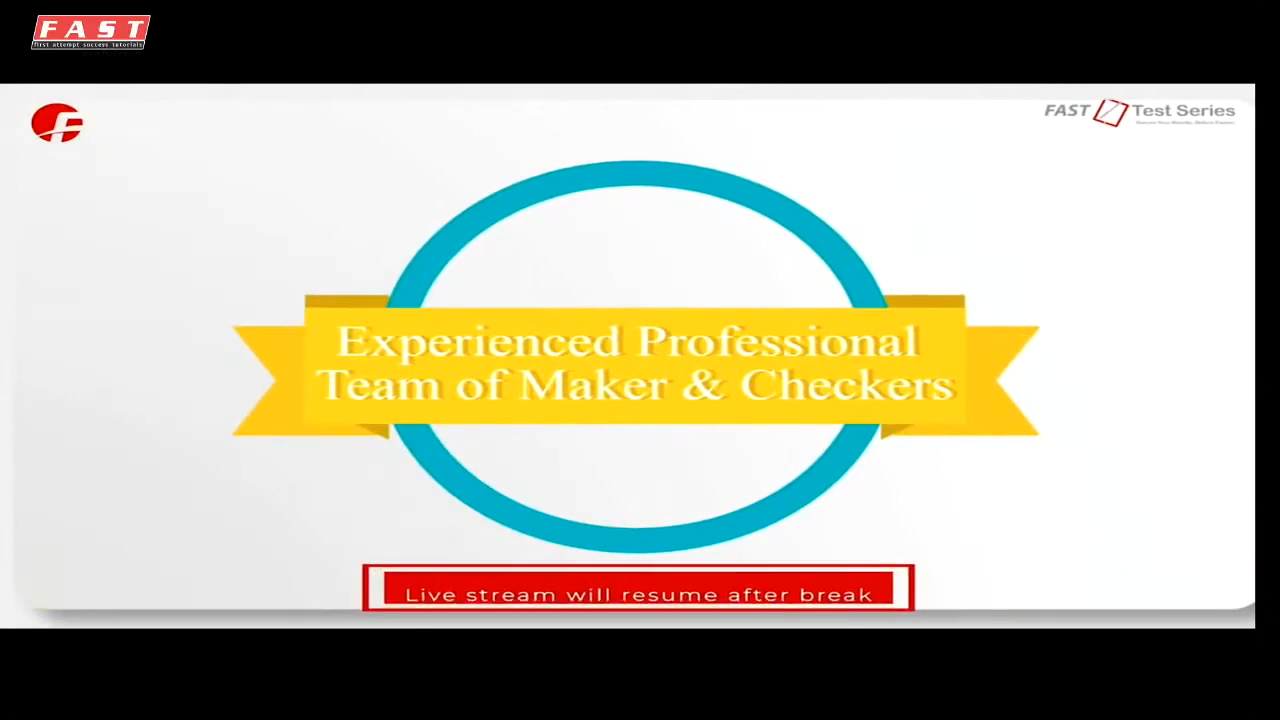 FAST
first attempt success tutorials
FAST Test Series
Experienced Professional
Team of Maker & Checkers
Live stream will resume after break